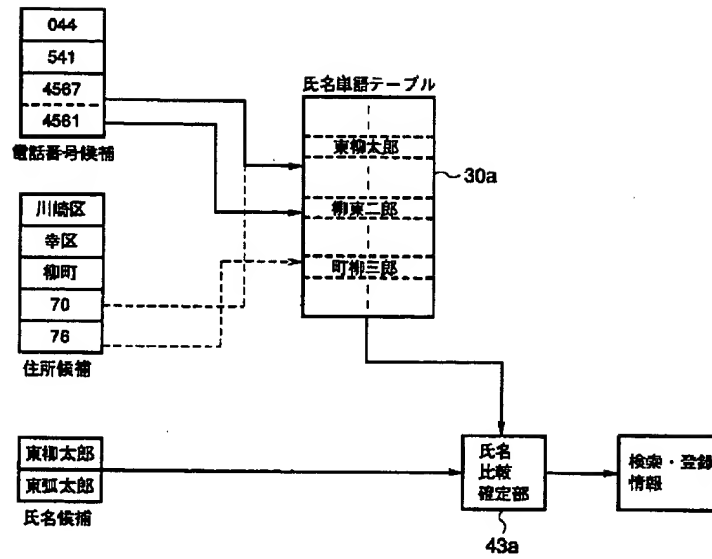 044
541
4567
4561
電話番号候補
川崎区
幸区
柳町
70
76
住所候補
氏名単語テーブル
東柳太郎
柳東二郎
町柳三郎
30a
東柳太郎
東弧太郎
氏名候補
氏名
比較
確定部
43a
検索・登録
情報